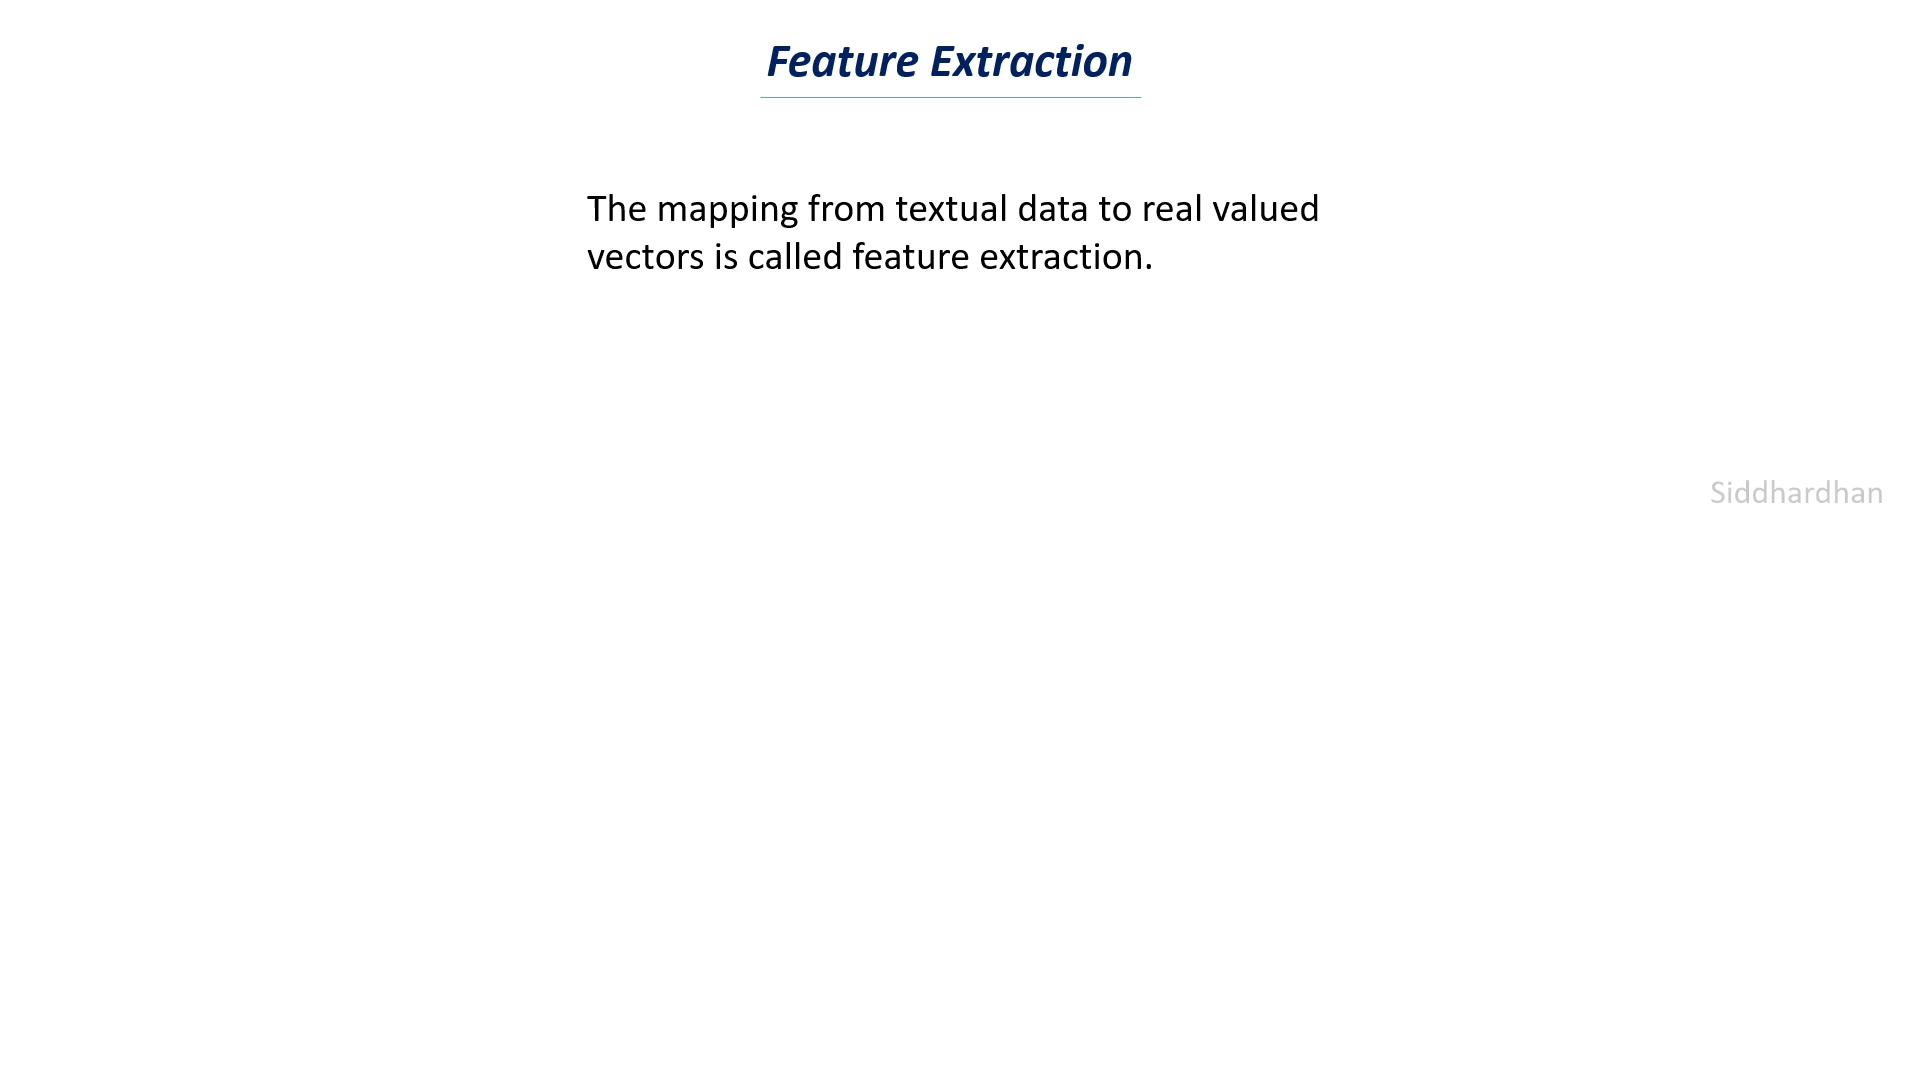 Feature Extraction
The mapping from textual data to real valued
vectors is called feature extraction.
Siddhardhan